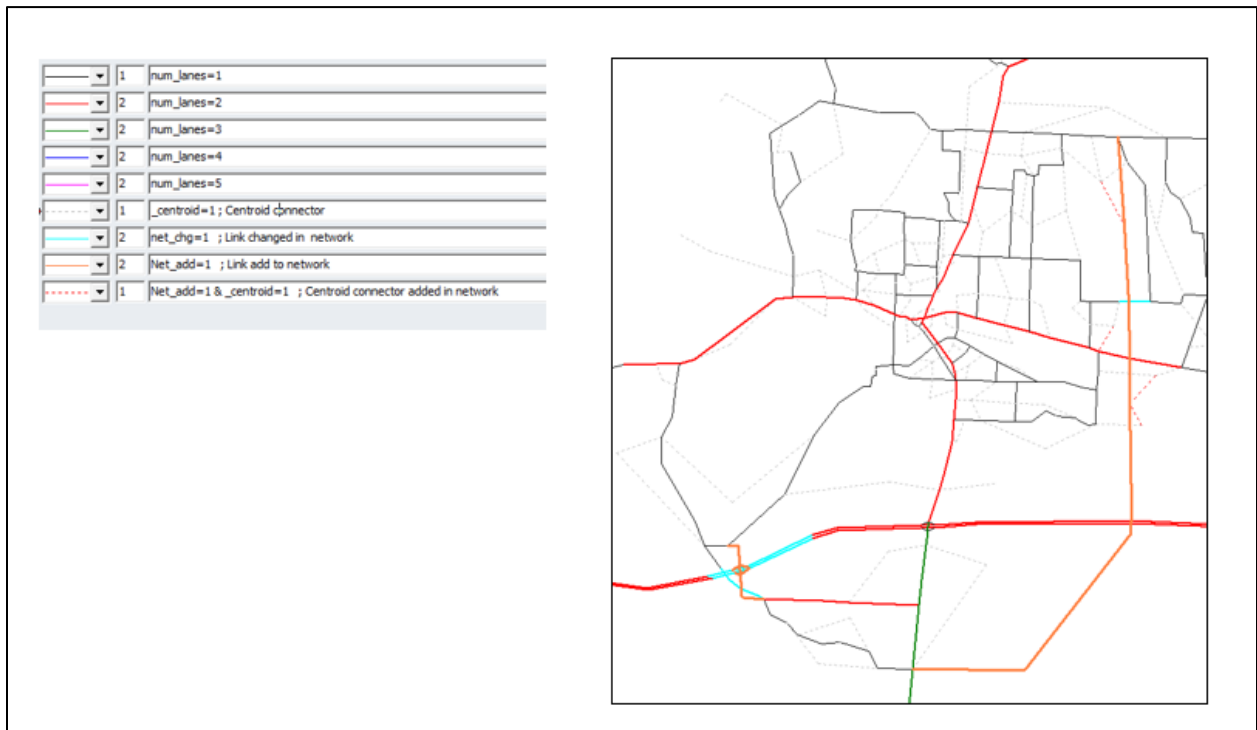 1 num_lanes=1
2 num_lanes=2
2 num_lanes=3
2 num_lanes=4
2 num_lanes=5
1 _centroid=1 ; Centroid connector
2 net_chg=1 ; Link changed in network
2 Net_add=1 ; Link add to network
1 Net_add=1 & _centroid=1 ; Centroid connector added in network